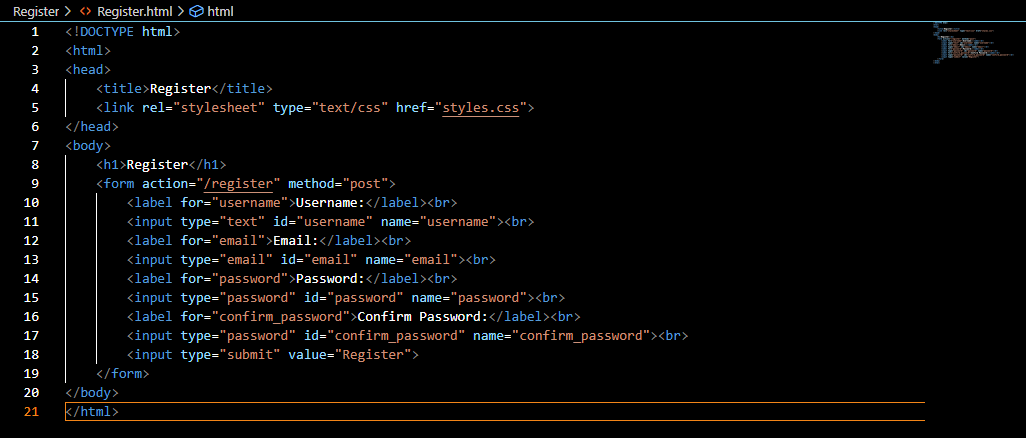 Register > Register.html > html
1 <!DOCTYPE html>
2 <html>
3 <head>
4     <title>Register</title>
5     <link rel="stylesheet" type="text/css" href="styles.css">
6 </head>
7 <body>
8     <h1>Register</h1>
9     <form action="/register" method="post">
10         <label for="username">Username:</label><br>
11         <input type="text" id="username" name="username"><br>
12         <label for="email">Email:</label><br>
13         <input type="email" id="email" name="email"><br>
14         <label for="password">Password:</label><br>
15         <input type="password" id="password" name="password"><br>
16         <label for="confirm_password">Confirm Password:</label><br>
17         <input type="password" id="confirm_password" name="confirm_password"><br>
18         <input type="submit" value="Register">
19     </form>
20 </body>
21 </html>